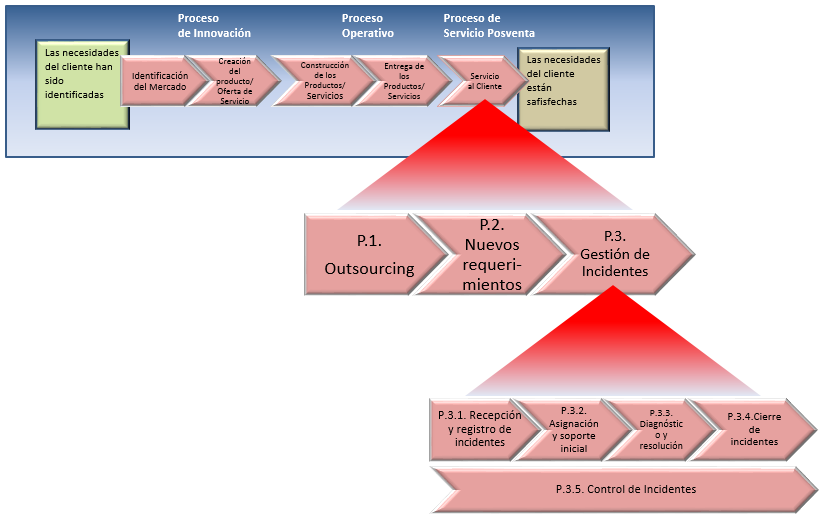 Proceso
de Innovación
Proceso
Operativo
Proceso de
Servicio Posventa
Las necesidades
del cliente han
sido
identificadas
Identificación
del Mercado
Creación
del
producto/
Oferta de
Servicio
Construcción
de los
Productos/
Servicios
Entrega de
los
Productos/
Servicios
Servicio
al Cliente
Las necesidades
del cliente
están
safisfechas
P.1.
Outsourcing
P.2.
Nuevos
requeri-
mientos
P.3.
Gestión de
Incidentes
P.3.1. Recepción
y registro de
incidentes
P.3.2.
Asignación
y soporte
inicial
P.3.3.
Diagnóstic
o y
resolución
P.3.4.Cierre
de
incidentes
P.3.5. Control de Incidentes